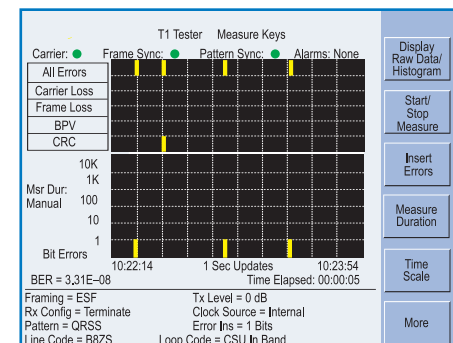 T1 Tester Measure Keys
Carrier: Frame Sync: Pattern Sync: Alarms: None
All Errors
Carrier Loss
Frame Loss
BPV
CRC
10K
1K
Msr Dur:
Manual 100
10
1
Bit Errors
10:22:14 1 Sec Updates 10:23:54
BER = 3.31E–08 Time Elapsed: 00:00:05
Framing = ESF Tx Level = 0 dB
Rx Config = Terminate Clock Source = Internal
Pattern = QRSS Error Ins = 1 Bits
Line Code = B8ZS Loop Code = CSU In Band
Display
Raw Data/
Histogram
Start/
Stop
Measure
Insert
Errors
Measure
Duration
Time
Scale
More